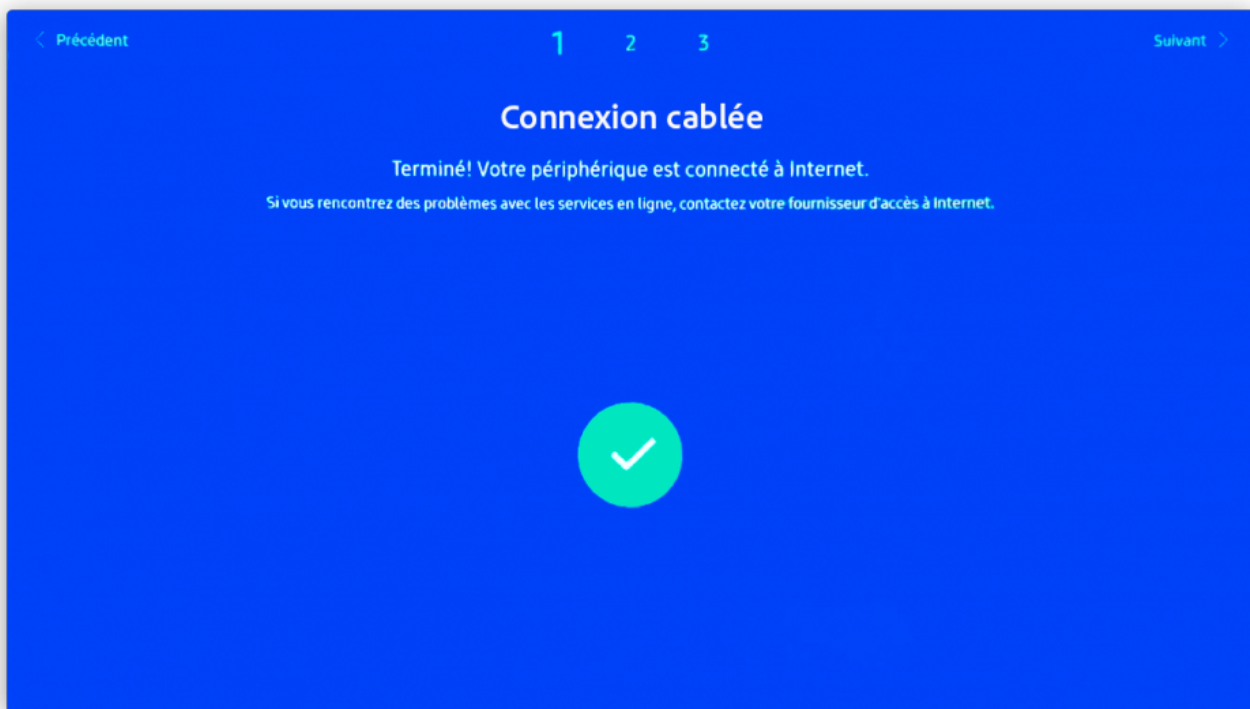 Précédent
1 2 3
Suivant
Connexion cablée
Terminé! Votre périphérique est connecté à Internet.
Si vous rencontrez des problèmes avec les services en ligne, contactez votre fournisseur d'accès à Internet.